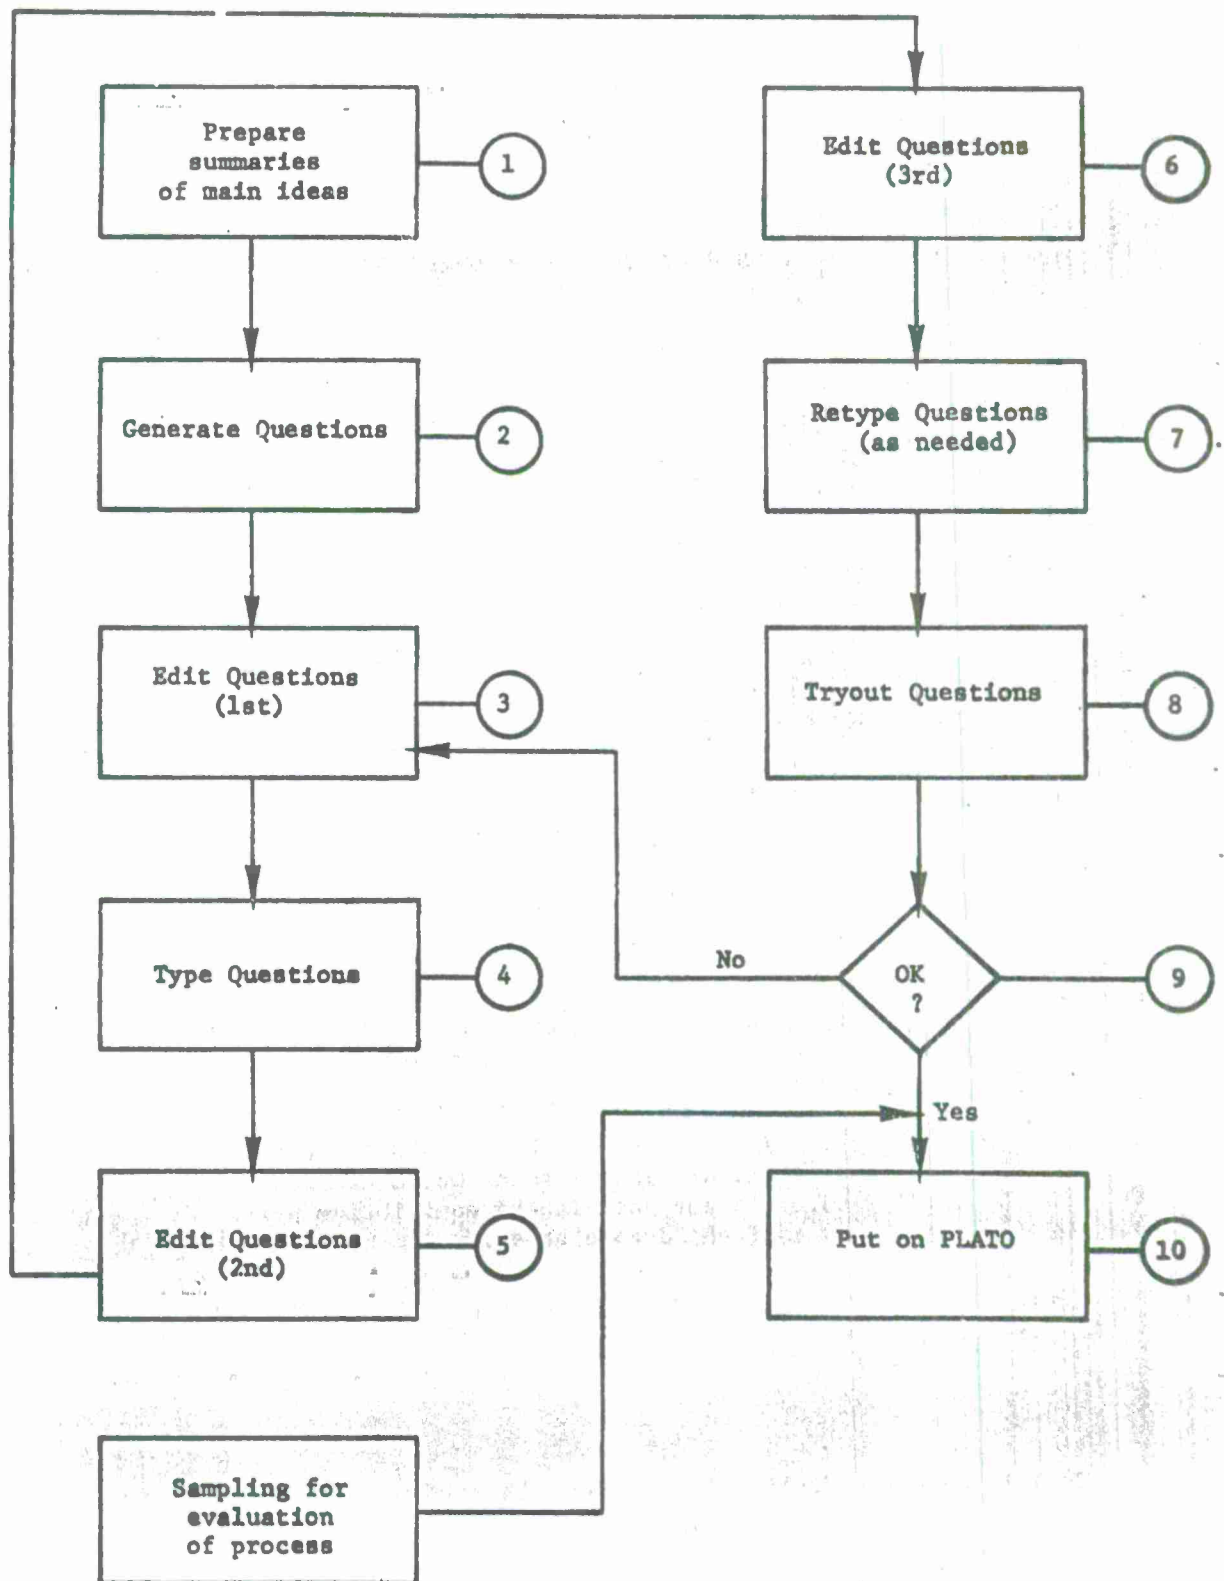 Prepare
summaries
of main ideas
1
Generate Questions
2
Edit Questions
(1st)
3
Type Questions
4
Edit Questions
(2nd)
5
Sampling for
evaluation
of process
Edit Questions
(3rd)
6
Retype Questions
(as needed)
7
Tryout Questions
8
OK
?
9
No
Yes
Put on PLATO
10